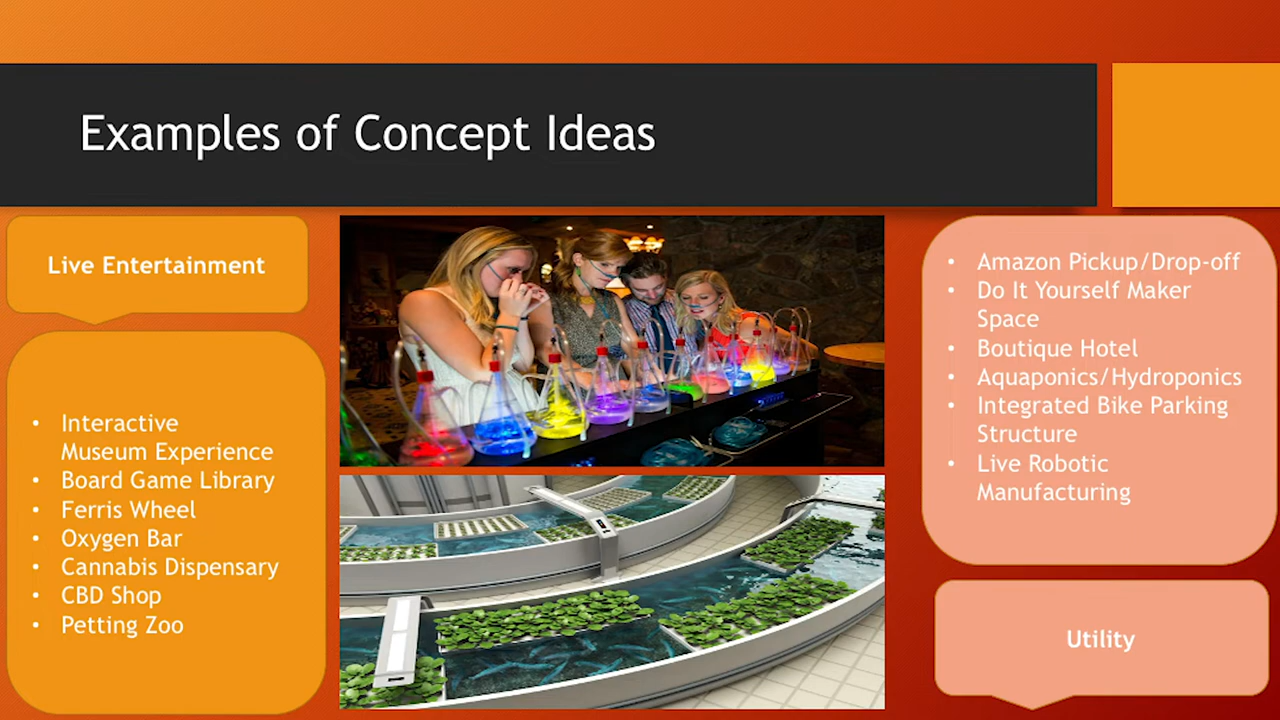 Examples of Concept Ideas
Live Entertainment
• Interactive
Museum Experience
• Board Game Library
• Ferris Wheel
• Oxygen Bar
• Cannabis Dispensary
• CBD Shop
• Petting Zoo
• Amazon Pickup/Drop-off
• Do It Yourself Maker
Space
• Boutique Hotel
• Aquaponics/Hydroponics
• Integrated Bike Parking
Structure
• Live Robotic
Manufacturing
Utility